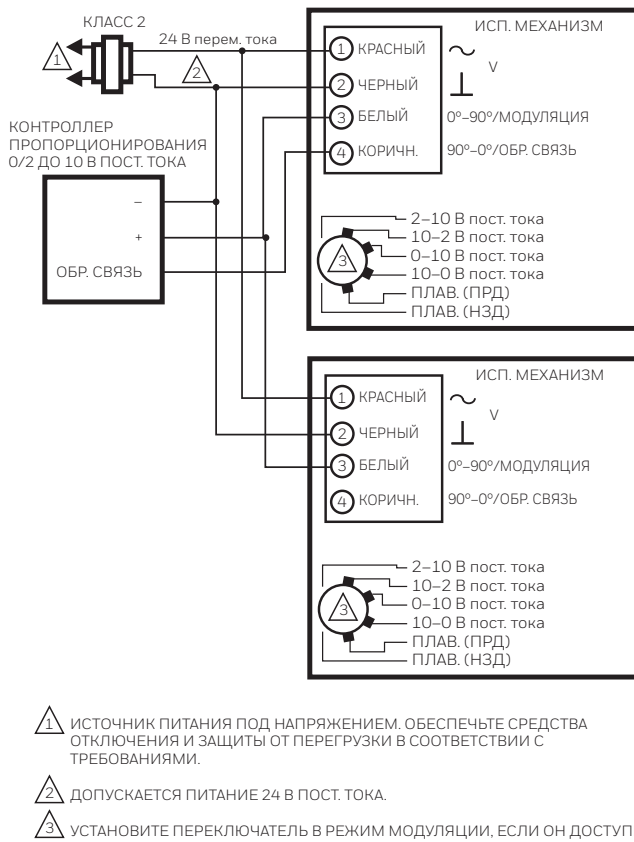 КЛАСС 2
24 В перем. тока
1
2
КОНТРОЛЛЕР
ПРОПОРЦИОНИРОВАНИЯ
0/2 ДО 10 В ПОСТ. ТОКА
–
+
ОБР. СВЯЗЬ
ИСП. МЕХАНИЗМ
1 КРАСНЫЙ
V
2 ЧЕРНЫЙ
3 БЕЛЫЙ 0°–90°/МОДУЛЯЦИЯ
4 КОРИЧН. 90°–0°/ОБР. СВЯЗЬ
2–10 В пост. тока
10–2 В пост. тока
0–10 В пост. тока
10–0 В пост. тока
ПЛАВ. (ПРД)
ПЛАВ. (НЗД)
3
ИСП. МЕХАНИЗМ
1 КРАСНЫЙ
V
2 ЧЕРНЫЙ
3 БЕЛЫЙ 0°–90°/МОДУЛЯЦИЯ
4 КОРИЧН. 90°–0°/ОБР. СВЯЗЬ
2–10 В пост. тока
10–2 В пост. тока
0–10 В пост. тока
10–0 В пост. тока
ПЛАВ. (ПРД)
ПЛАВ. (НЗД)
3
1 ИСТОЧНИК ПИТАНИЯ ПОД НАПРЯЖЕНИЕМ. ОБЕСПЕЧЬТЕ СРЕДСТВА
ОТКЛЮЧЕНИЯ И ЗАЩИТЫ ОТ ПЕРЕГРУЗКИ В СООТВЕТСТВИИ С
ТРЕБОВАНИЯМИ.
2 ДОПУСКАЕТСЯ ПИТАНИЕ 24 В ПОСТ. ТОКА.
3 УСТАНОВИТЕ ПЕРЕКЛЮЧАТЕЛЬ В РЕЖИМ МОДУЛЯЦИИ, ЕСЛИ ОН ДОСТУП